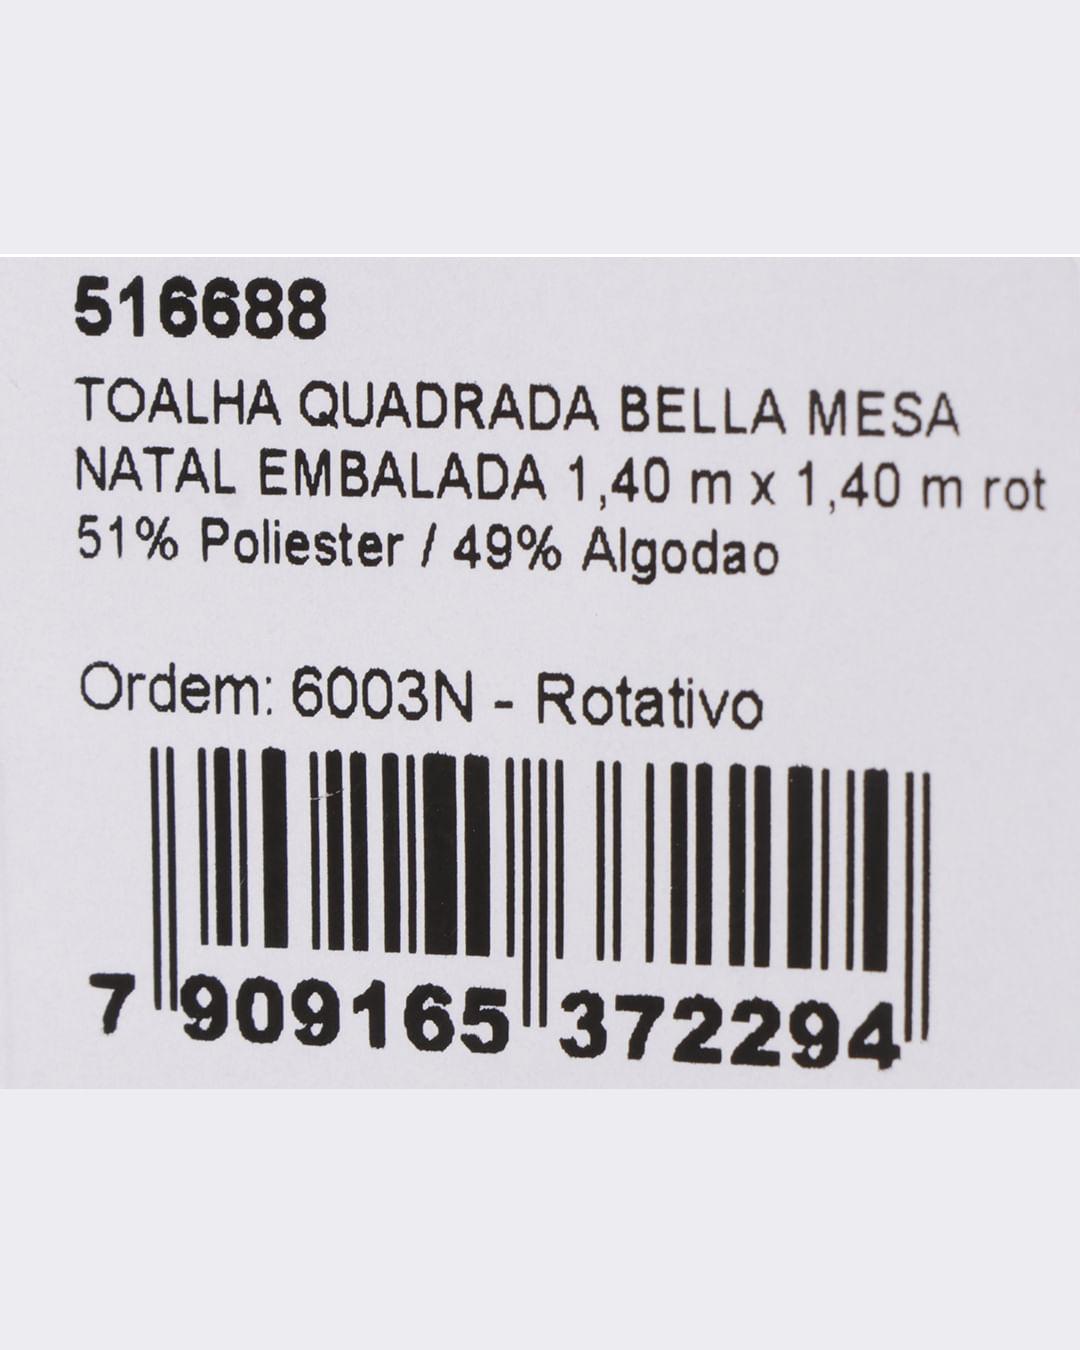 516688
TOALHA QUADRADA BELLA MESA
NATAL EMBALADA 1,40 m x 1,40 m rot
51% Poliester / 49% Algodao
Ordem: 6003N - Rotativo
7 909165 372294